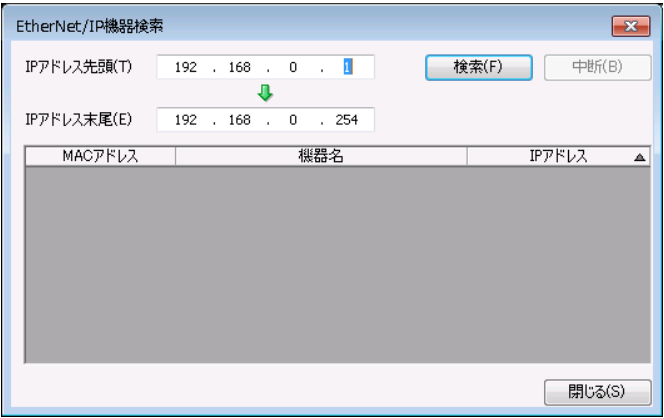 EtherNet/IP機器検索
IPアドレス先頭(T) 192 . 168 . 0 . 1 検索(F) 中断(B)
IPアドレス末尾(E) 192 . 168 . 0 . 254
MACアドレス 機器名 IPアドレス
閉じる(S)